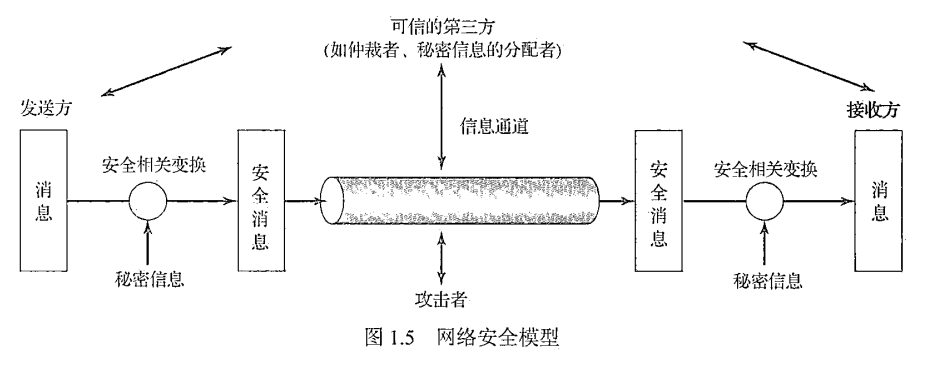 可信的第三方
(如仲裁者、秘密信息的分配者)
发送方
接收方
信息通道
安全相关变换
安全相关变换
消息
安全消息
安全消息
消息
秘密信息
秘密信息
攻击者
图 1.5 网络安全模型